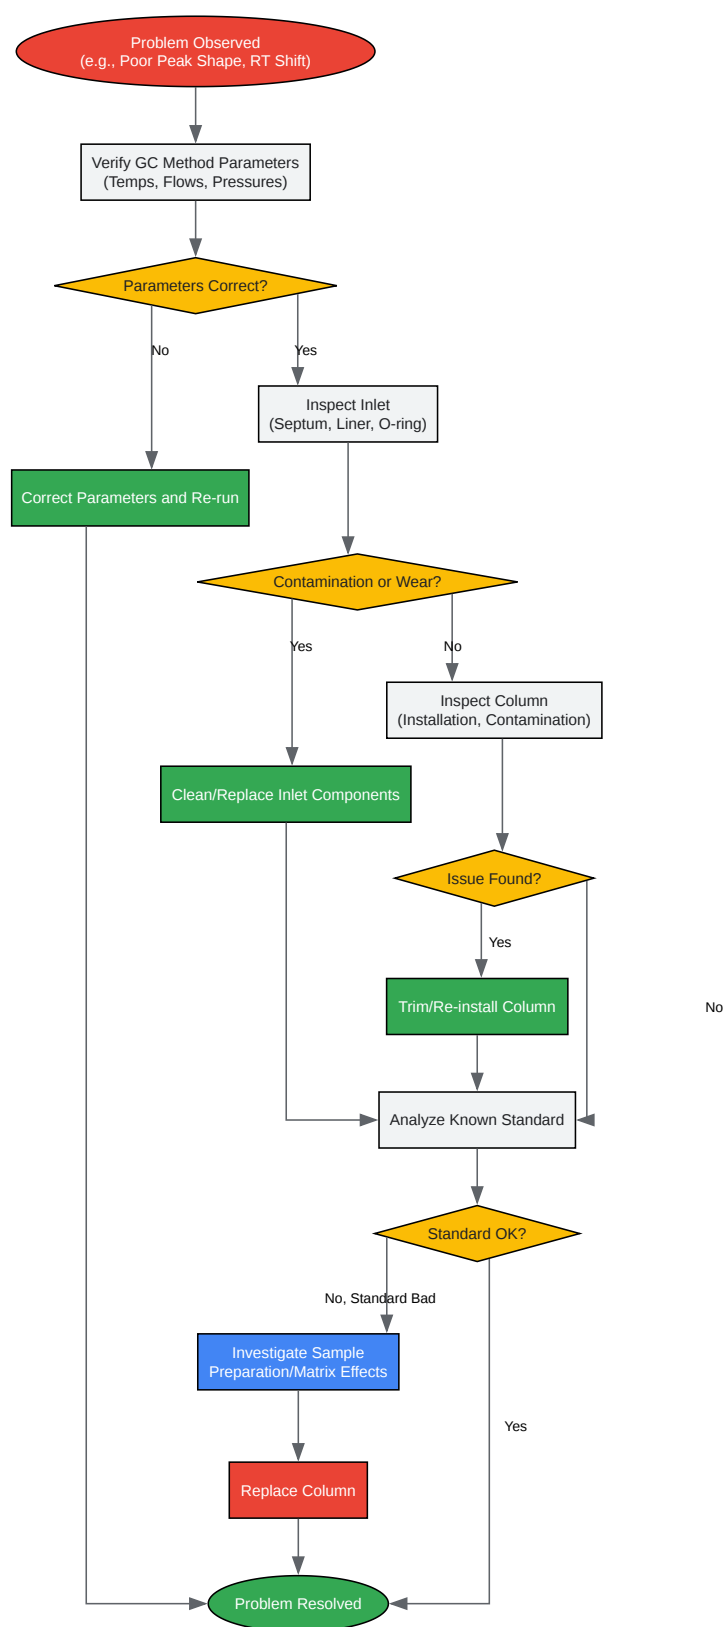 Problem Observed
(e.g., Poor Peak Shape, RT Shift)
Verify GC Method Parameters
(Temps, Flows, Pressures)
Parameters Correct?
No
Yes
Inspect Inlet
(Septum, Liner, O-ring)
Correct Parameters and Re-run
Contamination or Wear?
Yes
No
Inspect Column
(Installation, Contamination)
Clean/Replace Inlet Components
Issue Found?
Yes
Trim/Re-install Column
No
Analyze Known Standard
Standard OK?
No, Standard Bad
Investigate Sample
Preparation/Matrix Effects
Yes
Replace Column
Problem Resolved